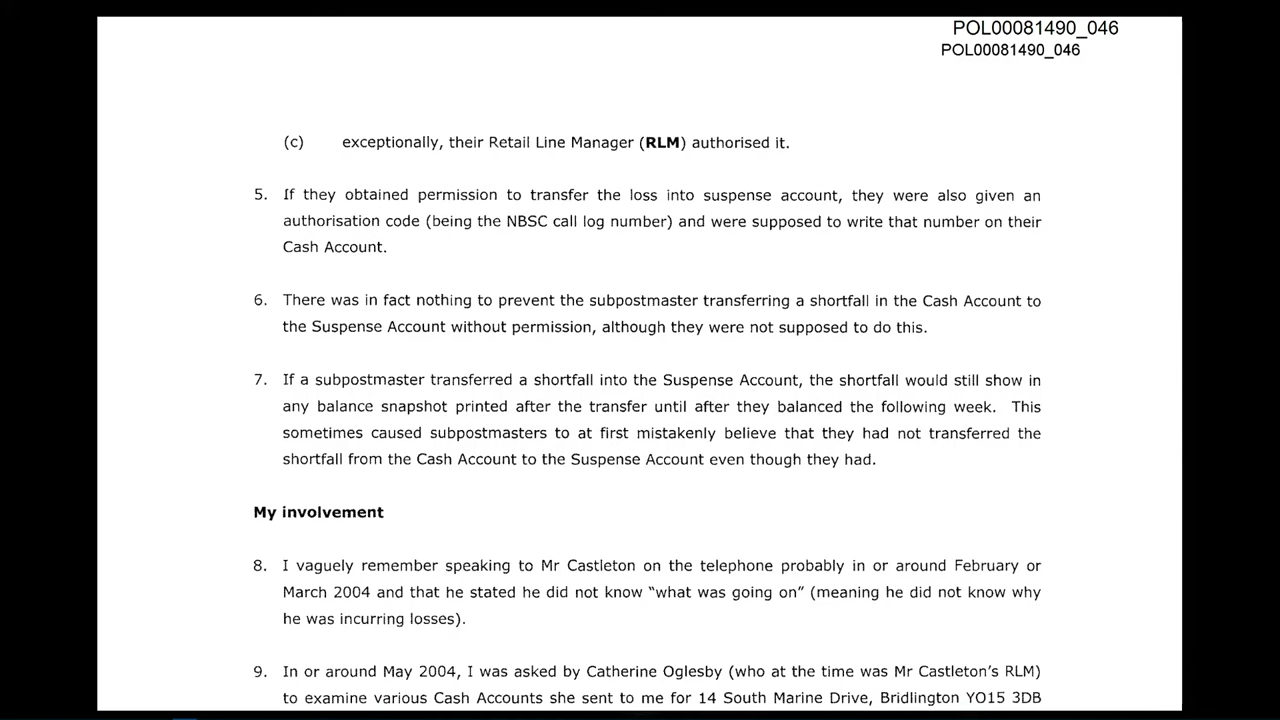 POL00081490_046
POL00081490_046
(c) exceptionally, their Retail Line Manager (RLM) authorised it.
5. If they obtained permission to transfer the loss into suspense account, they were also given an
authorisation code (being the NBSC call log number) and were supposed to write that number on their
Cash Account.
6. There was in fact nothing to prevent the subpostmaster transferring a shortfall in the Cash Account to
the Suspense Account without permission, although they were not supposed to do this.
7. If a subpostmaster transferred a shortfall into the Suspense Account, the shortfall would still show in
any balance snapshot printed after the transfer until after they balanced the following week. This
sometimes caused subpostmasters to at first mistakenly believe that they had not transferred the
shortfall from the Cash Account to the Suspense Account even though they had.
My involvement
8. I vaguely remember speaking to Mr Castleton on the telephone probably in or around February or
March 2004 and that he stated he did not know “what was going on” (meaning he did not know why
he was incurring losses).
9. In or around May 2004, I was asked by Catherine Oglesby (who at the time was Mr Castleton’s RLM)
to examine various Cash Accounts she sent to me for 14 South Marine Drive, Bridlington YO15 3DB